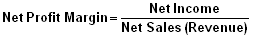 Net Profit Margin = Net Income
Net Sales (Revenue)